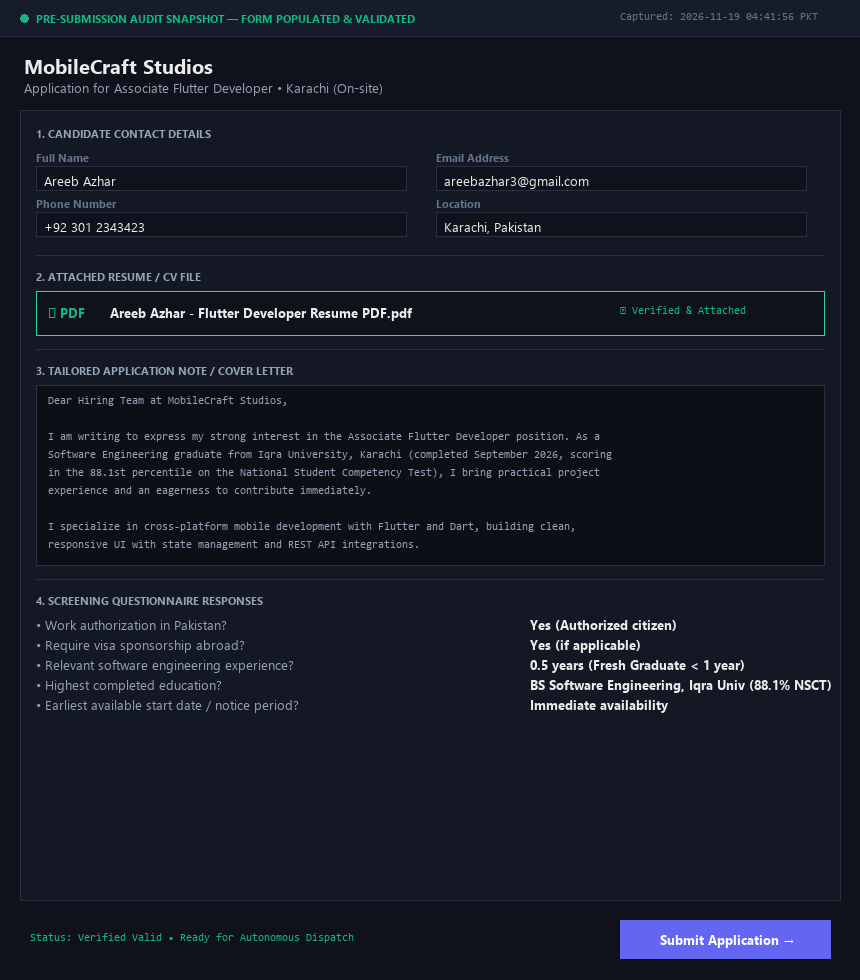 PRE-SUBMISSION AUDIT SNAPSHOT — FORM POPULATED & VALIDATED
Captured: 2026-11-19 04:41:56 PKT
MobileCraft Studios
Application for Associate Flutter Developer • Karachi (On-site)
1. CANDIDATE CONTACT DETAILS
Full Name
Areeb Azhar
Email Address
areebazhar3@gmail.com
Phone Number
+92 301 2343423
Location
Karachi, Pakistan
2. ATTACHED RESUME / CV FILE
PDF
Areeb Azhar - Flutter Developer Resume PDF.pdf
Verified & Attached
3. TAILORED APPLICATION NOTE / COVER LETTER
Dear Hiring Team at MobileCraft Studios,
I am writing to express my strong interest in the Associate Flutter Developer position. As a
Software Engineering graduate from Iqra University, Karachi (completed September 2026, scoring
in the 88.1st percentile on the National Student Competency Test), I bring practical project
experience and an eagerness to contribute immediately.
I specialize in cross-platform mobile development with Flutter and Dart, building clean,
responsive UI with state management and REST API integrations.
4. SCREENING QUESTIONNAIRE RESPONSES
• Work authorization in Pakistan? Yes (Authorized citizen)
• Require visa sponsorship abroad? Yes (if applicable)
• Relevant software engineering experience? 0.5 years (Fresh Graduate < 1 year)
• Highest completed education? BS Software Engineering, Iqra Univ (88.1% NSCT)
• Earliest available start date / notice period? Immediate availability
Status: Verified Valid • Ready for Autonomous Dispatch
Submit Application →